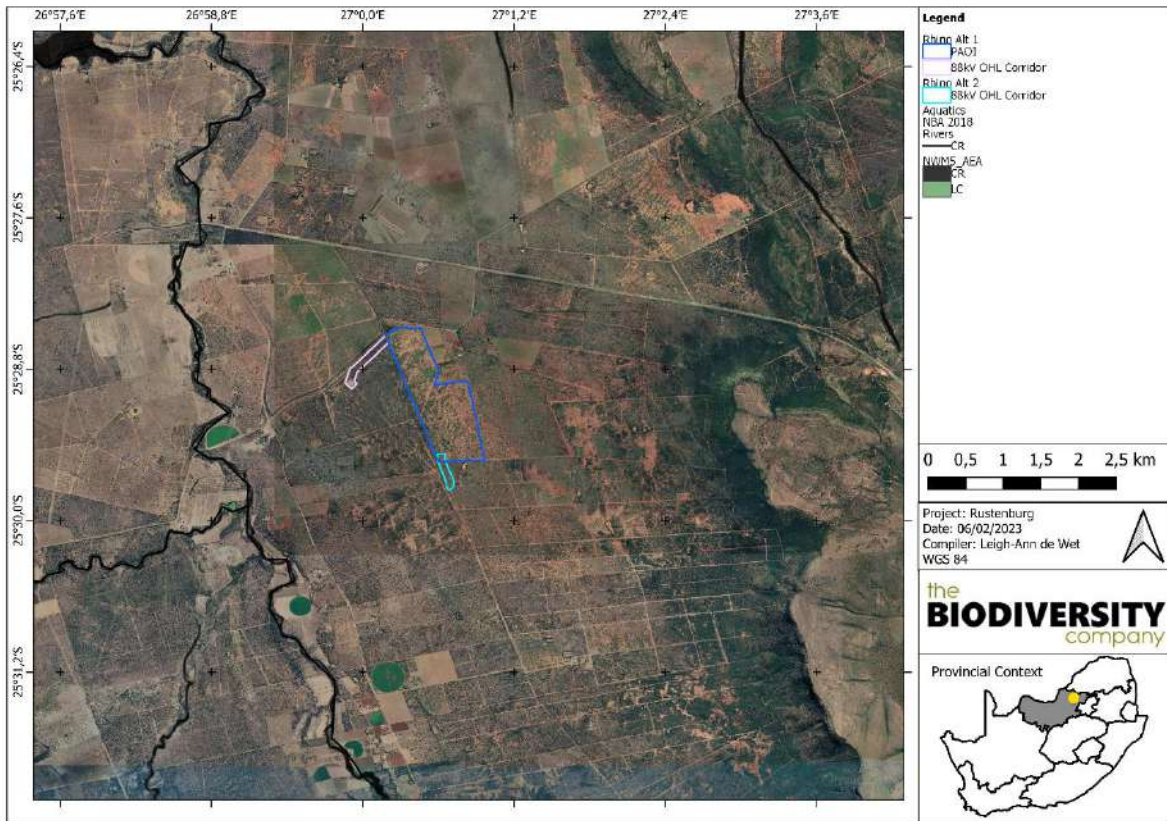 26°57,6'E 26°58,8'E 27°0,0'E 27°1,2'E 27°2,4'E 27°3,6'E
25°26,4'S
25°27,6'S
25°28,8'S
25°30,0'S
25°31,2'S
Legend
Rhino Alt 1
PAOI
88kV OHL Corridor
Rhino Alt 2
88kV OHL Corridor
Aquatics
NBA 2018
Rivers
CR
NWM5_AEA
CR
LC
0 0,5 1 1,5 2 2,5 km
Project: Rustenburg
Date: 06/02/2023
Compiler: Leigh-Ann de Wet
WGS 84
the
BIODIVERSITY
company
Provincial Context